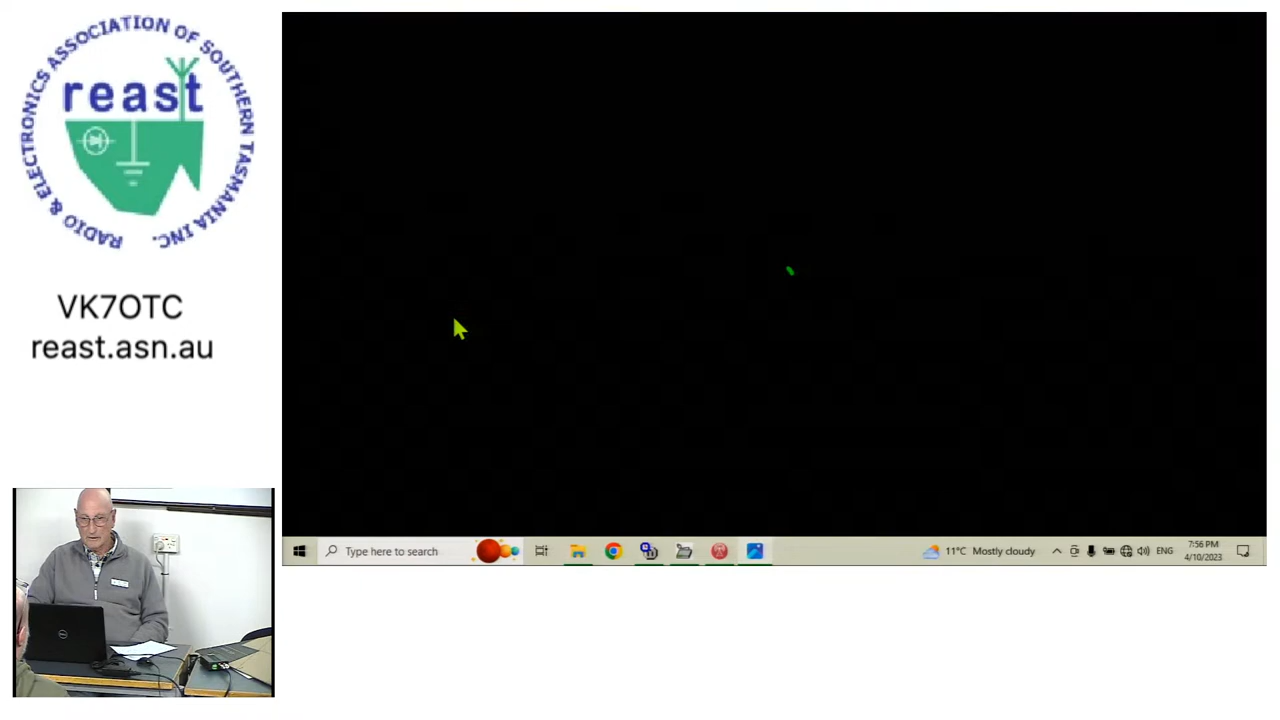 RADIO & ELECTRONICS ASSOCIATION OF SOUTHERN TASMANIA INC.
reast
VK7OTC
reast.asn.au
Type here to search
11°C Mostly cloudy
ENG
7:56 PM
4/10/2023